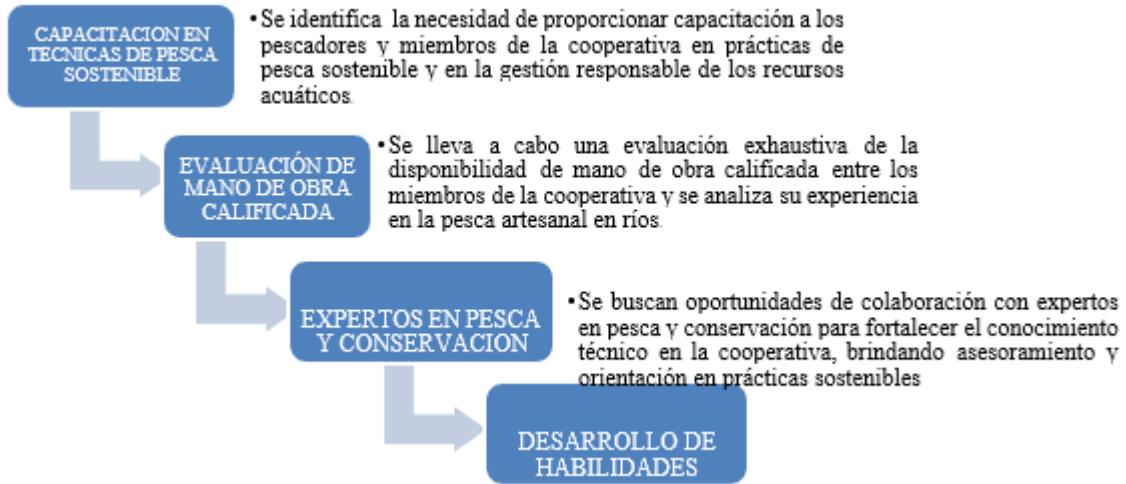 CAPACITACION EN
TECNICAS DE PESCA
SOSTENIBLE
•Se identifica la necesidad de proporcionar capacitación a los
pescadores y miembros de la cooperativa en prácticas de
pesca sostenible y en la gestión responsable de los recursos
acuáticos.
EVALUACIÓN DE
MANO DE OBRA
CALIFICADA
•Se lleva a cabo una evaluación exhaustiva de la
disponibilidad de mano de obra calificada entre los
miembros de la cooperativa y se analiza su experiencia
en la pesca artesanal en ríos.
EXPERTOS EN PESCA
Y CONSERVACION
•Se buscan oportunidades de colaboración con expertos
en pesca y conservación para fortalecer el conocimiento
técnico en la cooperativa, brindando asesoramiento y
orientación en prácticas sostenibles
DESARROLLO DE
HABILIDADES